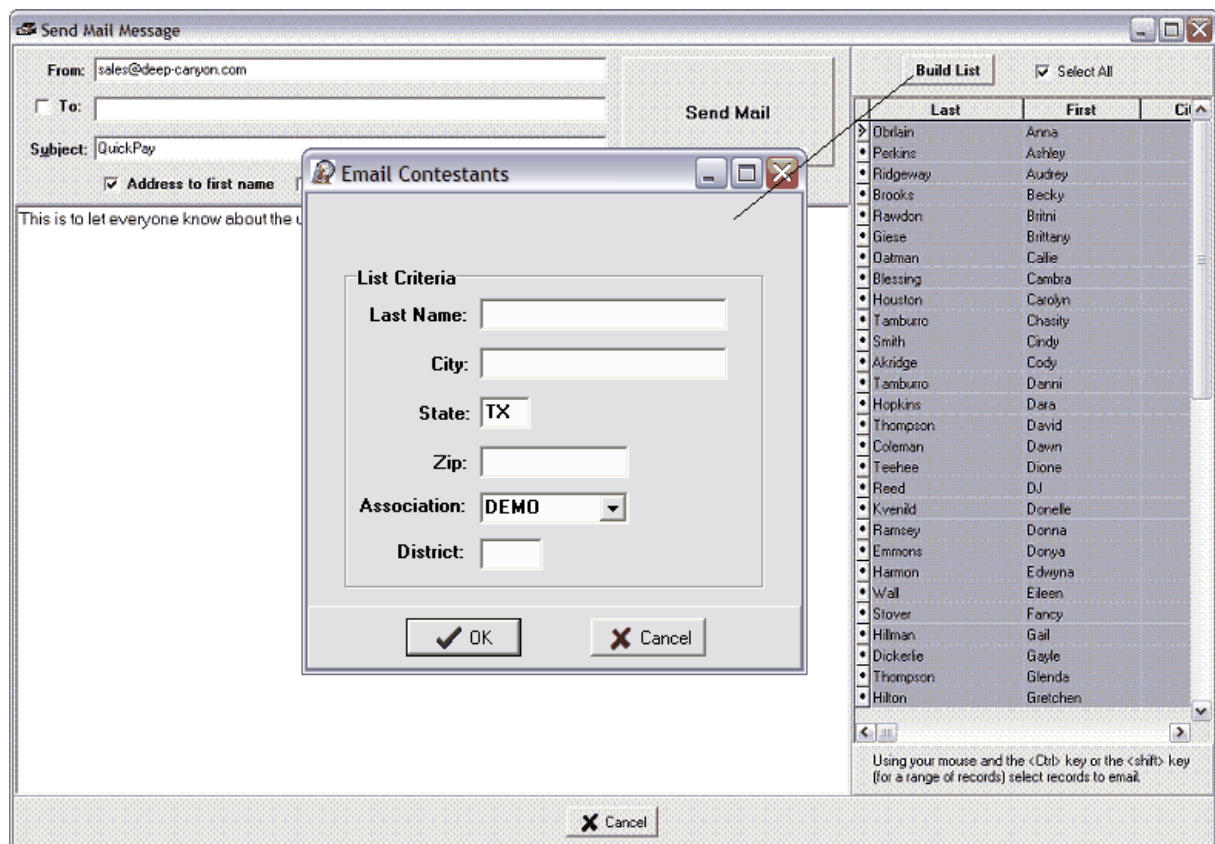 Send Mail Message
From: sales@deep-canyon.com
To:
Subject: QuickPay
Address to first name
Send Mail
This is to let everyone know about the u
Build List
Select All
Last First Cit
Obrlain Anna
Perkins Ashley
Ridgeway Audrey
Brooks Becky
Rawdon Britni
Giese Brittany
Oatman Callie
Blessing Cambra
Houston Carolyn
Tamburro Chasity
Smith Cindy
Akridge Cody
Tamburro Danni
Hopkins Dara
Thompson David
Coleman Dawn
Teehee Dione
Reed DJ
Kvenild Donelle
Ramsey Donna
Emmons Donya
Harmon Edwyna
Wall Eileen
Stover Fancy
Hillman Gail
Dickerlie Gayle
Thompson Glenda
Hilton Gretchen
Using your mouse and the <Ctrl> key or the <shift> key
(for a range of records) select records to email.
Email Contestants
List Criteria
Last Name:
City:
State: TX
Zip:
Association: DEMO
District:
OK
Cancel
Cancel